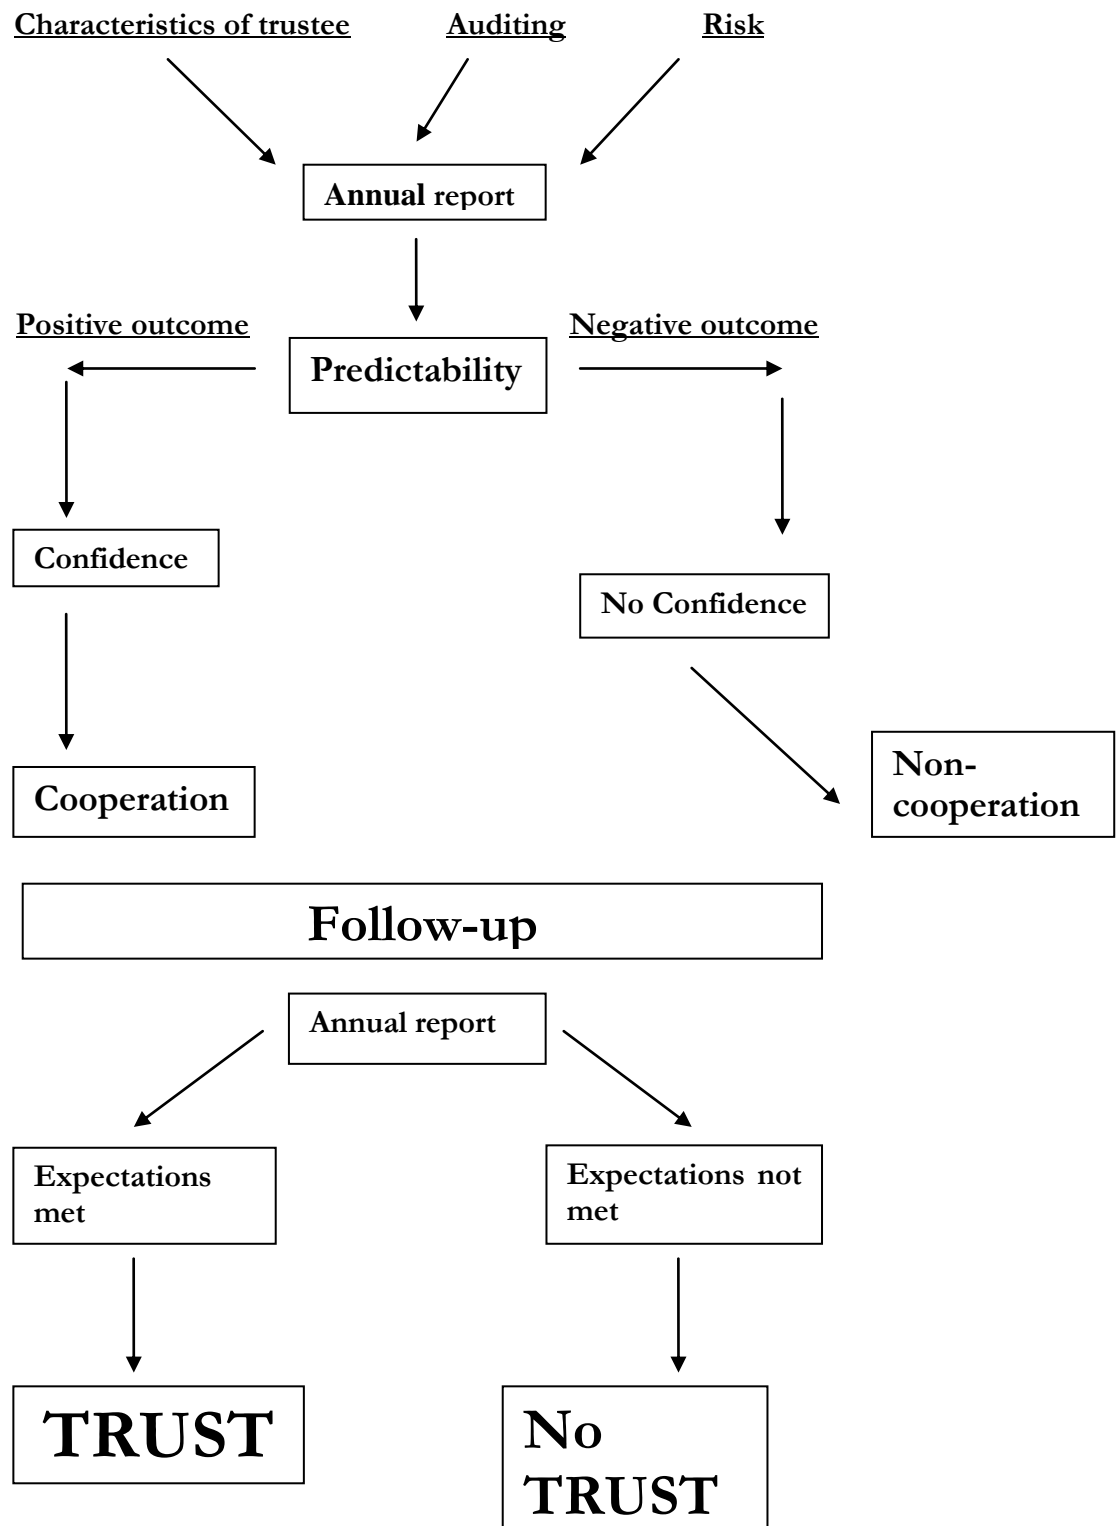 Characteristics of trustee Auditing Risk
Annual report
Positive outcome Negative outcome
Predictability
Confidence
No Confidence
Non-
cooperation
Cooperation
Follow-up
Annual report
Expectations
met
Expectations not
met
TRUST
No
TRUST